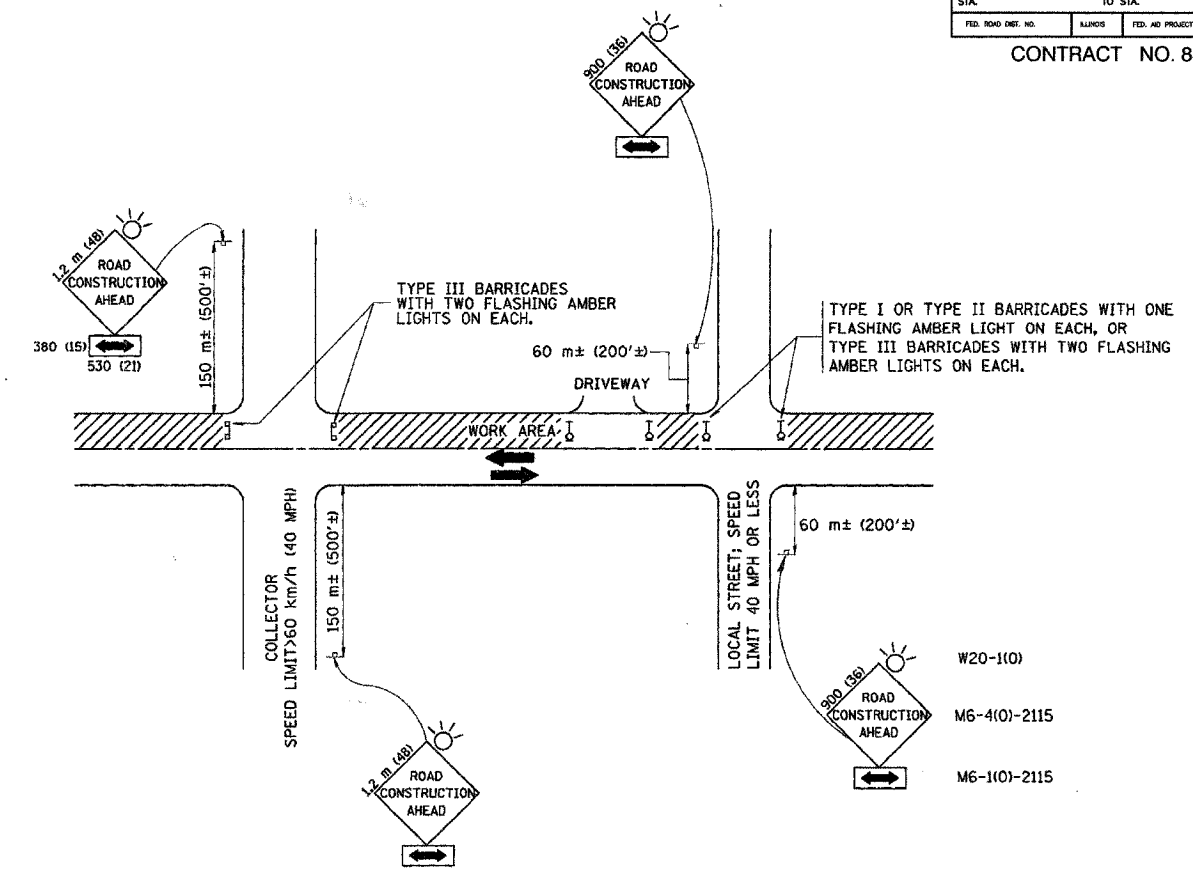 STA. TO STA.
FED. ROAD DIST. NO. ILLINOIS FED. AID PROJECT
CONTRACT NO. 8
900 (36)
ROAD
CONSTRUCTION
AHEAD
1.2 m (48)
ROAD
CONSTRUCTION
AHEAD
380 (15)
530 (21)
150 m± (500'±)
TYPE III BARRICADES
WITH TWO FLASHING AMBER
LIGHTS ON EACH.
60 m± (200'±)
DRIVEWAY
TYPE I OR TYPE II BARRICADES WITH ONE
FLASHING AMBER LIGHT ON EACH, OR
TYPE III BARRICADES WITH TWO FLASHING
AMBER LIGHTS ON EACH.
WORK AREA
COLLECTOR
SPEED LIMIT>60 km/h (40 MPH)
150 m± (500'±)
LOCAL STREET; SPEED
LIMIT 40 MPH OR LESS
60 m± (200'±)
1.2 m (48)
ROAD
CONSTRUCTION
AHEAD
900 (36)
ROAD
CONSTRUCTION
AHEAD
W20-1(0)
M6-4(0)-2115
M6-1(0)-2115